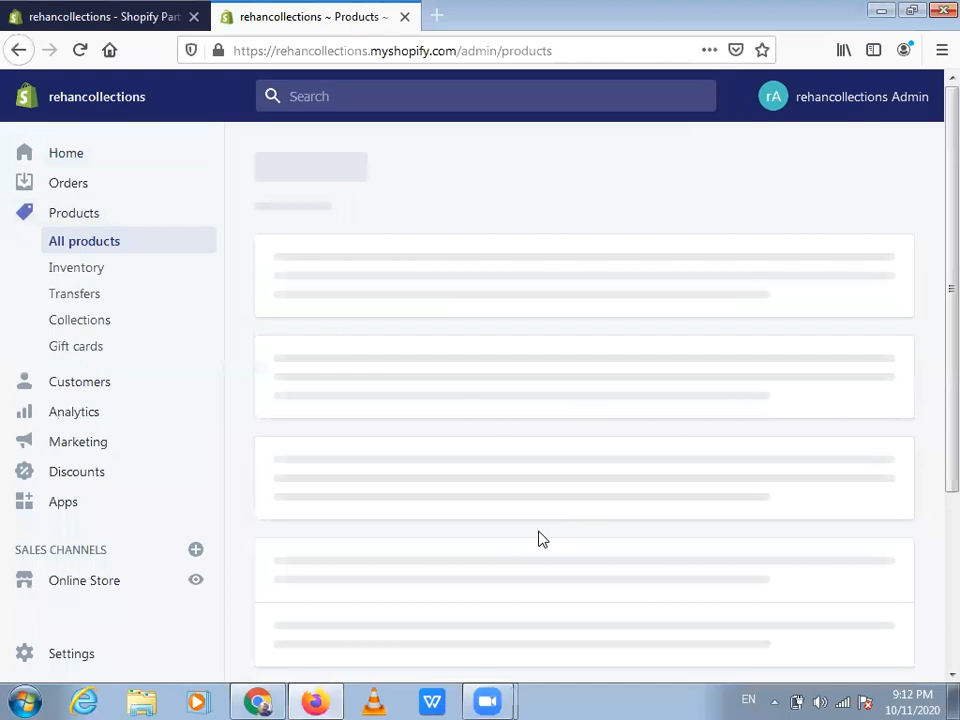 rehancollections - Shopify Part
rehancollections ~ Products ~
https://rehancollections.myshopify.com/admin/products
rehancollections
Search
rA
rehancollections Admin
Home
Orders
Products
All products
Inventory
Transfers
Collections
Gift cards
Customers
Analytics
Marketing
Discounts
Apps
SALES CHANNELS
Online Store
Settings
EN
9:12 PM
10/11/2020